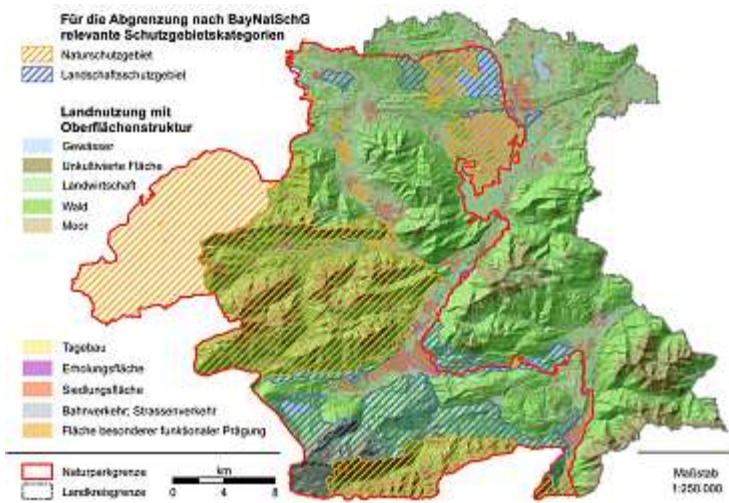 Für die Abgrenzung nach BayNatSchG
relevante Schutzgebietskategorien
Naturschutzgebiet
Landschaftsschutzgebiet
Landnutzung mit
Oberflächenstruktur
Gewässer
Unkultivierte Fläche
Landwirtschaft
Wald
Moor
Tagebau
Erholungsfläche
Siedlungsfläche
Bahnverkehr; Strassenverkehr
Fläche besonderer funktionaler Prägung
Naturparkgrenze
Landkreisgrenze
km
0 4 8
Maßstab
1:250.000